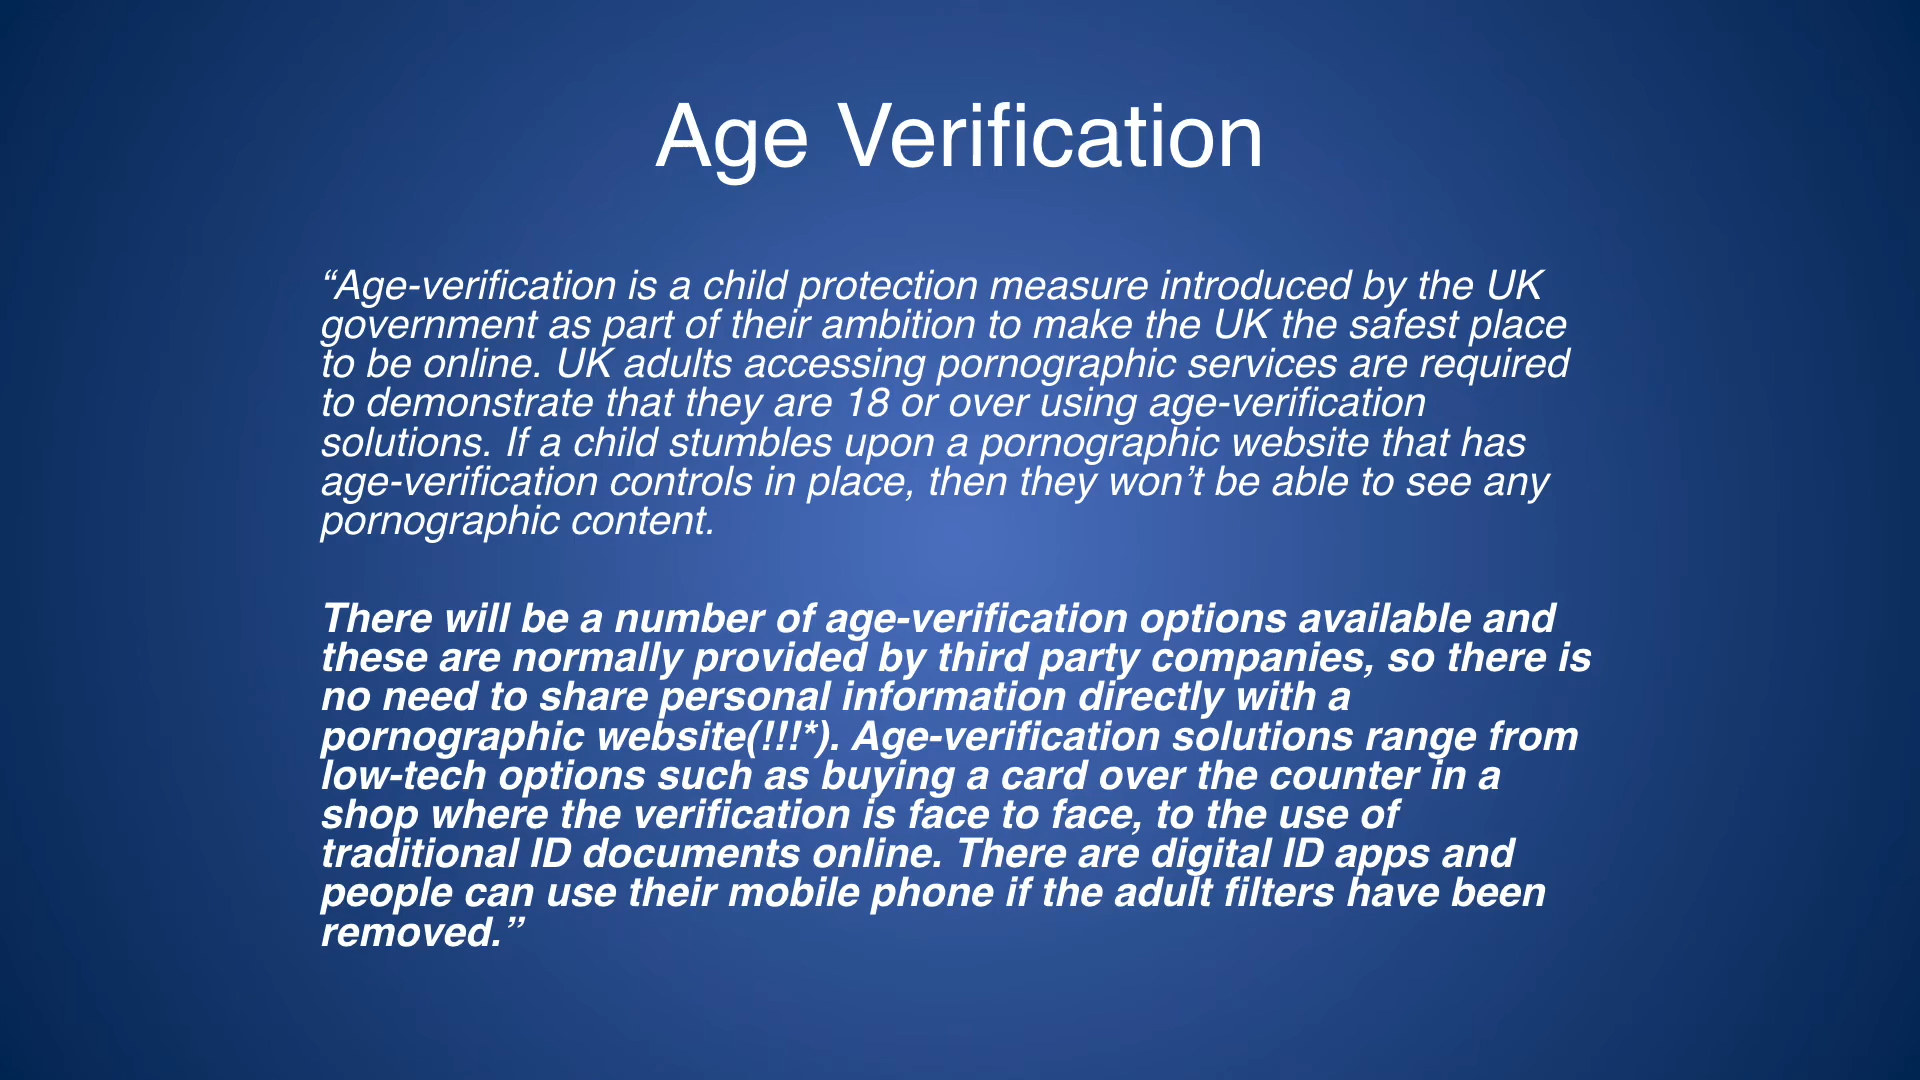 Age Verification
“Age-verification is a child protection measure introduced by the UK
government as part of their ambition to make the UK the safest place
to be online. UK adults accessing pornographic services are required
to demonstrate that they are 18 or over using age-verification
solutions. If a child stumbles upon a pornographic website that has
age-verification controls in place, then they won’t be able to see any
pornographic content.
There will be a number of age-verification options available and
these are normally provided by third party companies, so there is
no need to share personal information directly with a
pornographic website(!!!*). Age-verification solutions range from
low-tech options such as buying a card over the counter in a
shop where the verification is face to face, to the use of
traditional ID documents online. There are digital ID apps and
people can use their mobile phone if the adult filters have been
removed.”